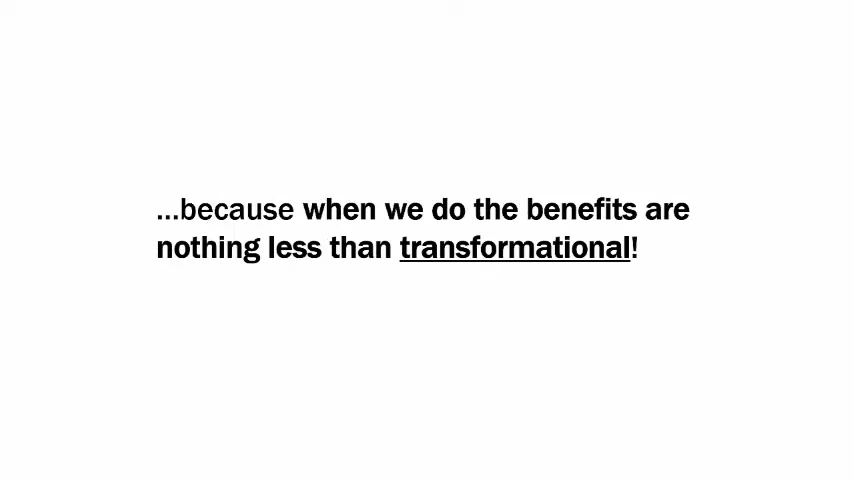 ...because when we do the benefits are
nothing less than transformational!